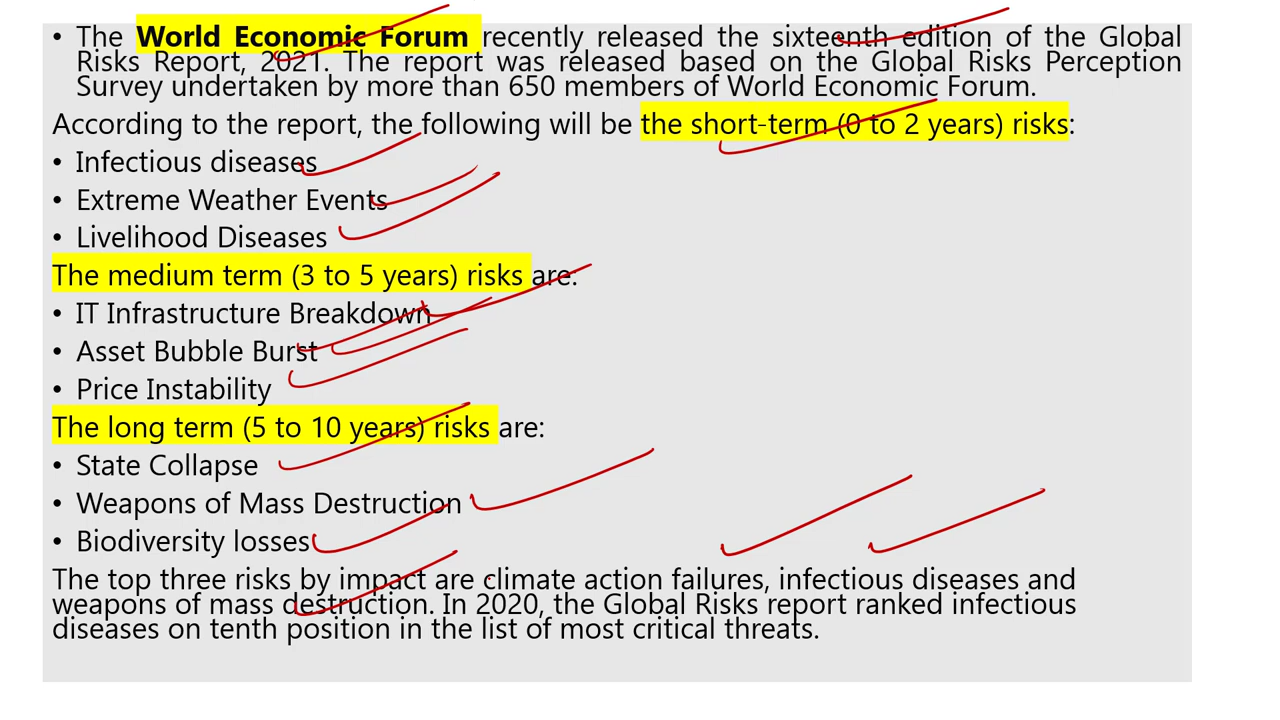 • The World Economic Forum recently released the sixteenth edition of the Global
Risks Report, 2021. The report was released based on the Global Risks Perception
Survey undertaken by more than 650 members of World Economic Forum.
According to the report, the following will be the short-term (0 to 2 years) risks:
• Infectious diseases
• Extreme Weather Events
• Livelihood Diseases
The medium term (3 to 5 years) risks are:
• IT Infrastructure Breakdown
• Asset Bubble Burst
• Price Instability
The long term (5 to 10 years) risks are:
• State Collapse
• Weapons of Mass Destruction
• Biodiversity losses
The top three risks by impact are climate action failures, infectious diseases and
weapons of mass destruction. In 2020, the Global Risks report ranked infectious
diseases on tenth position in the list of most critical threats.